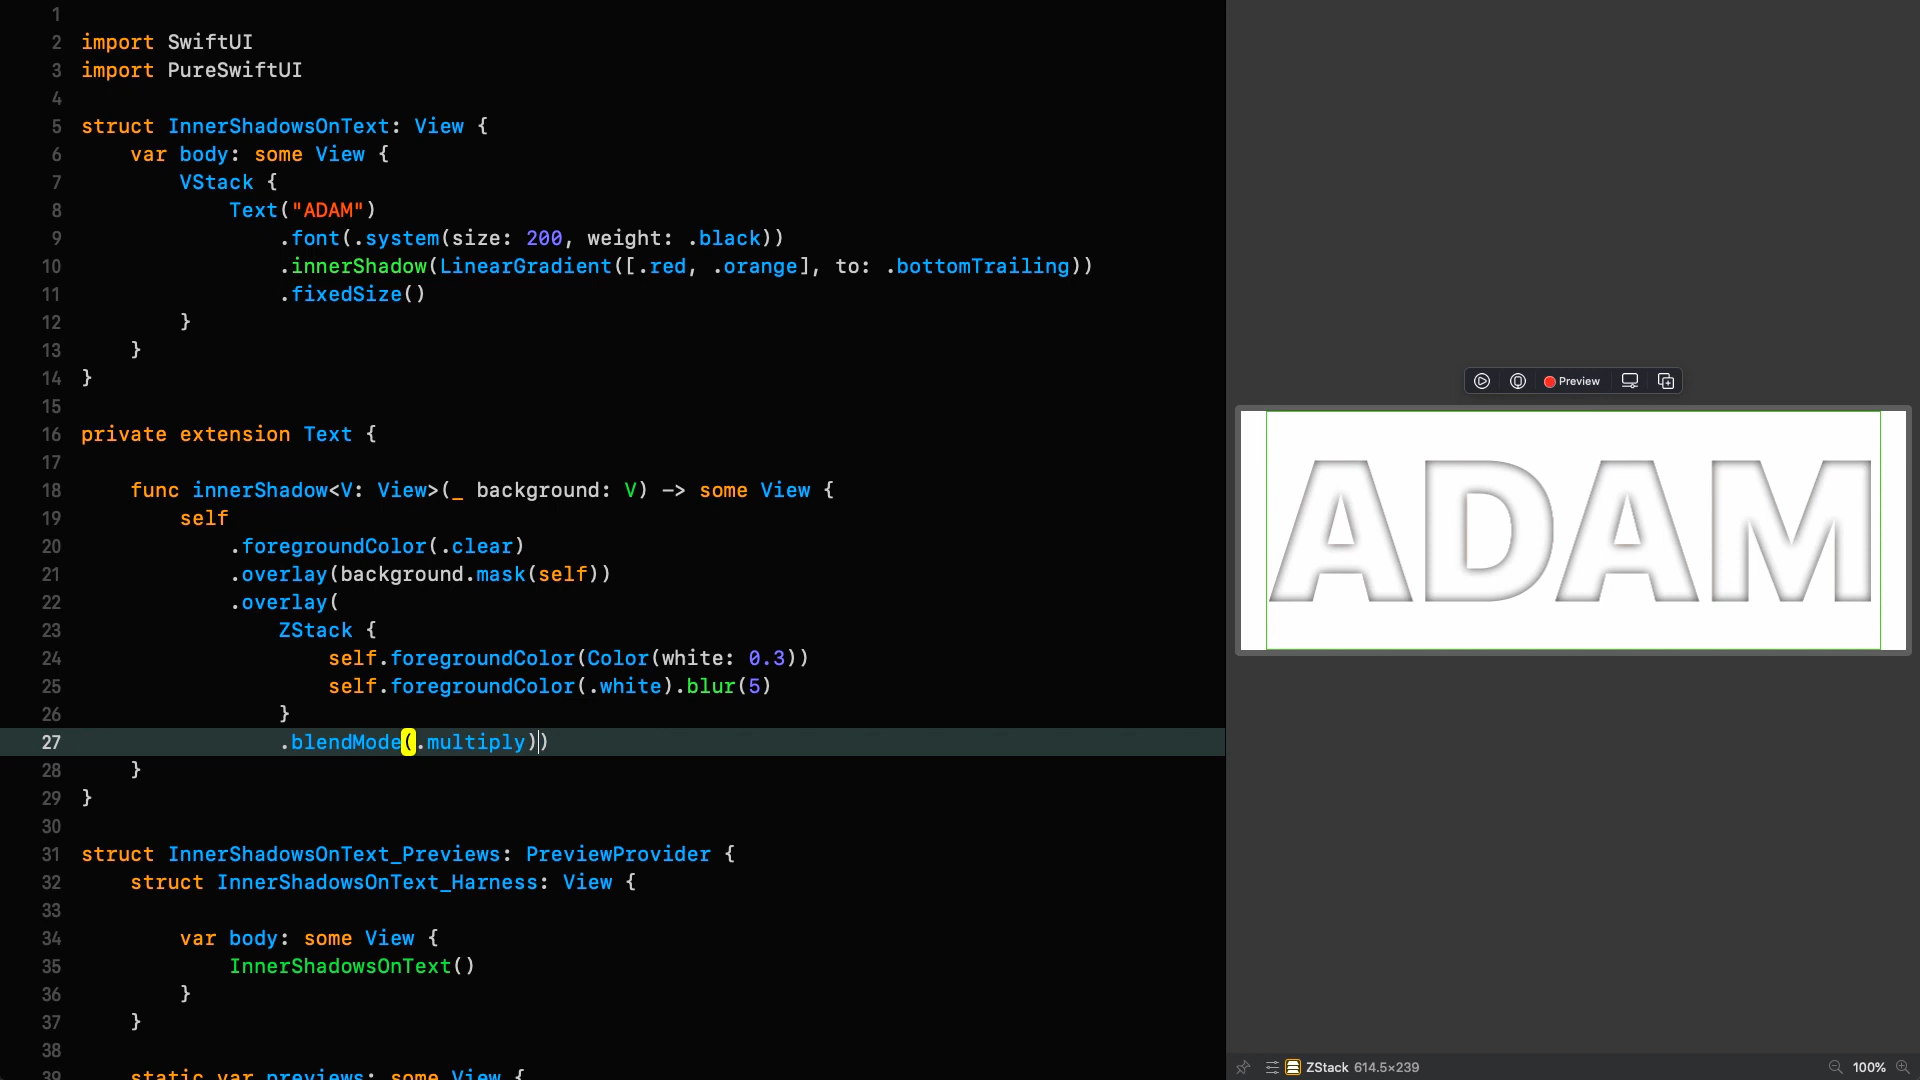 1
2 import SwiftUI
3 import PureSwiftUI
4
5 struct InnerShadowsOnText: View {
6     var body: some View {
7         VStack {
8             Text("ADAM")
9                 .font(.system(size: 200, weight: .black))
10                 .innerShadow(LinearGradient([.red, .orange], to: .bottomTrailing))
11                 .fixedSize()
12         }
13     }
14 }
15
16 private extension Text {
17
18     func innerShadow<V: View>(_ background: V) -> some View {
19         self
20             .foregroundColor(.clear)
21             .overlay(background.mask(self))
22             .overlay(
23                 ZStack {
24                     self.foregroundColor(Color(white: 0.3))
25                     self.foregroundColor(.white).blur(5)
26                 }
27                 .blendMode(.multiply))
28     }
29 }
30
31 struct InnerShadowsOnText_Previews: PreviewProvider {
32     struct InnerShadowsOnText_Harness: View {
33
34         var body: some View {
35             InnerShadowsOnText()
36         }
37     }
38
39     static var previews: some View {
Preview
ADAM
ZStack 614.5×239
100%